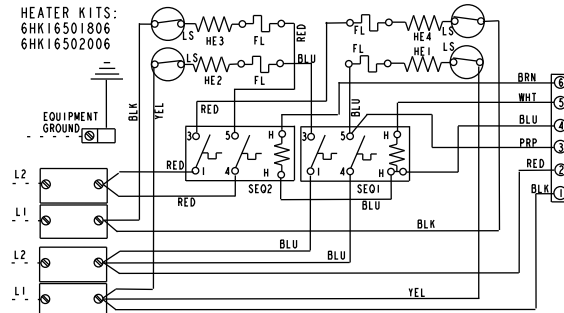 HEATER KITS:
6HK16501806
6HK16502006
LS
HE3
FL
RED
FL
HE4
LS
LS
HE2
FL
BLU
FL
HE1
LS
BLK
YEL
RED
BLU
BRN
6
WHT
5
BLU
4
PRP
3
RED
2
BLK
1
EQUIPMENT
GROUND
3
5
H
3
5
H
1
4
H
1
4
H
SEQ2
SEQ1
RED
RED
BLU
L2
L1
BLK
L2
BLU
BLU
L1
YEL